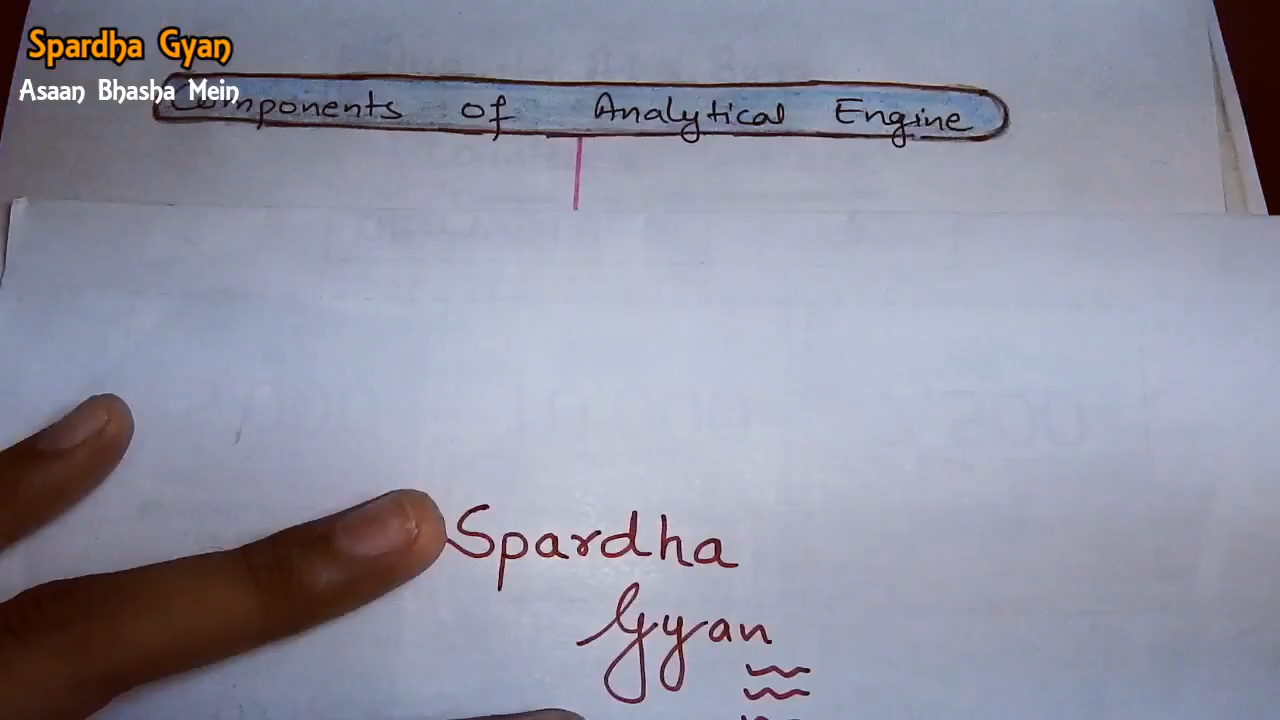 Spardha Gyan
Asaan Bhasha Mein
Components of Analytical Engine
Spardha
Gyan